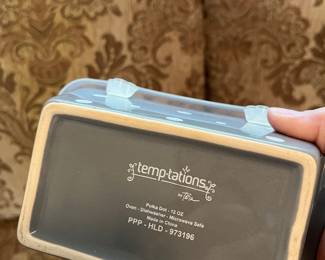 temp-tations
by Tara
Polka Dot - 12 OZ
Oven - Dishwasher - Microwave Safe
Made in China
PPP - HLD - 973196